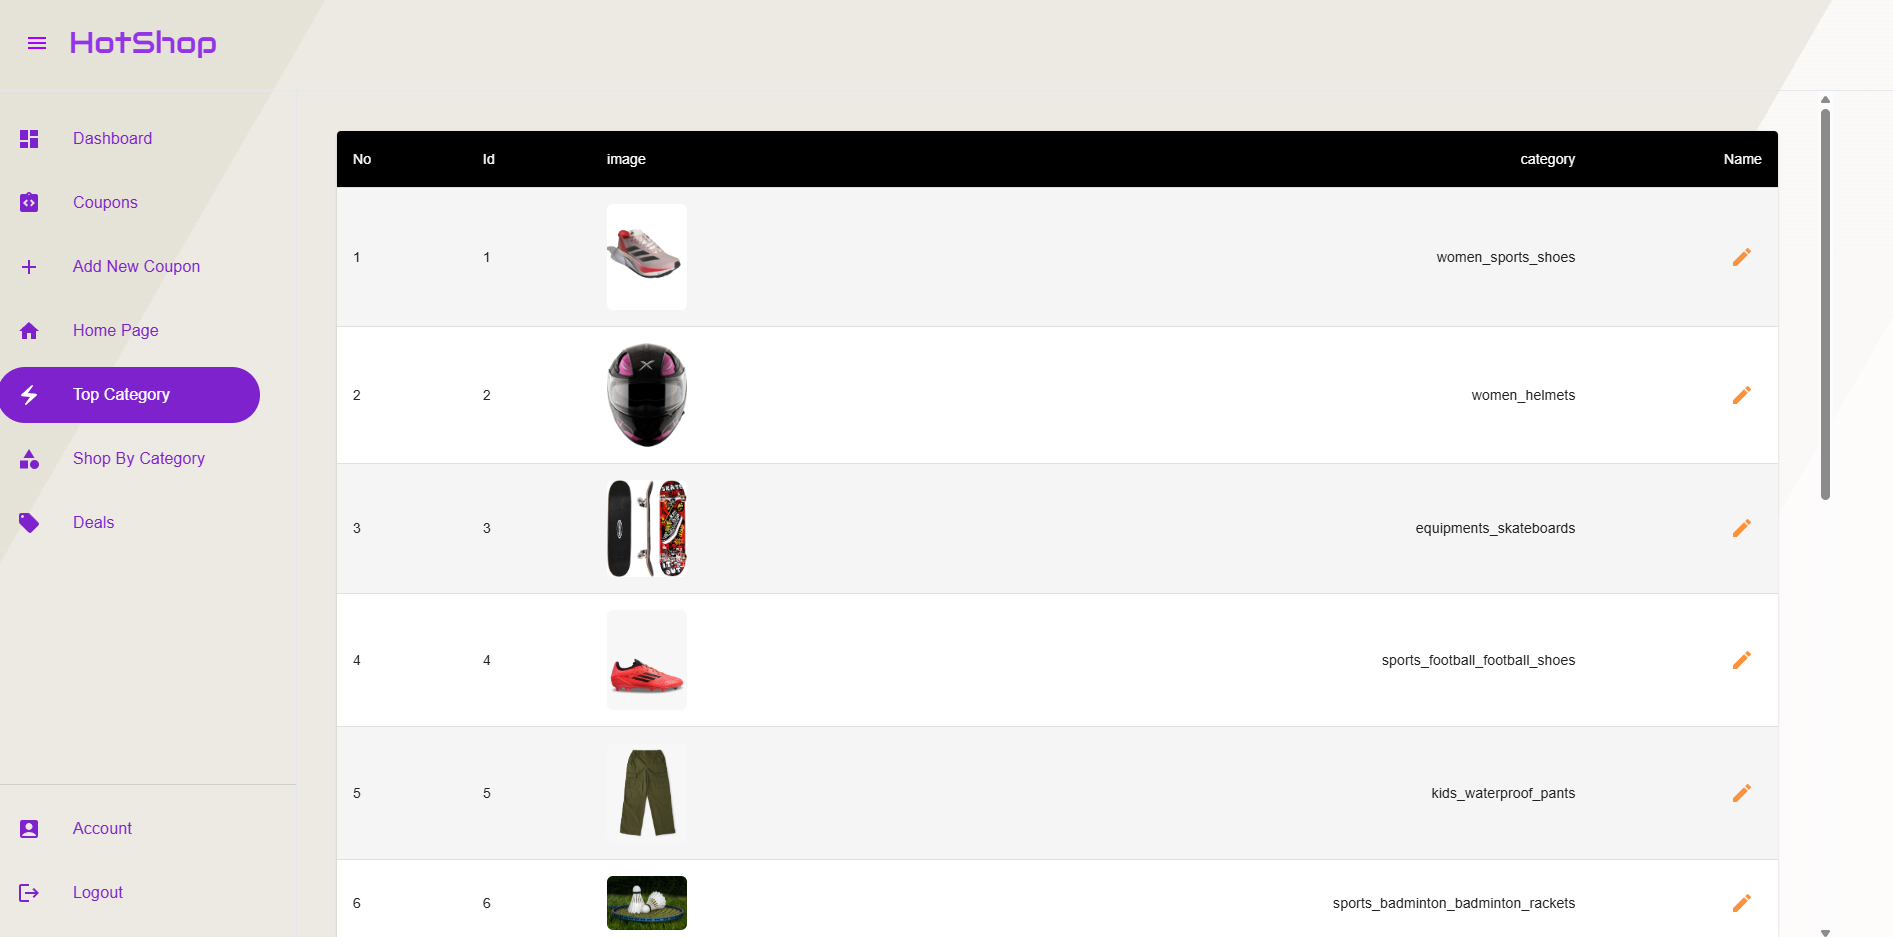 HotShop
Dashboard
Coupons
Add New Coupon
Home Page
Top Category
Shop By Category
Deals
Account
Logout
No Id image category Name
1 1 women_sports_shoes
2 2 women_helmets
3 3 equipments_skateboards
4 4 sports_football_football_shoes
5 5 kids_waterproof_pants
6 6 sports_badminton_badminton_rackets